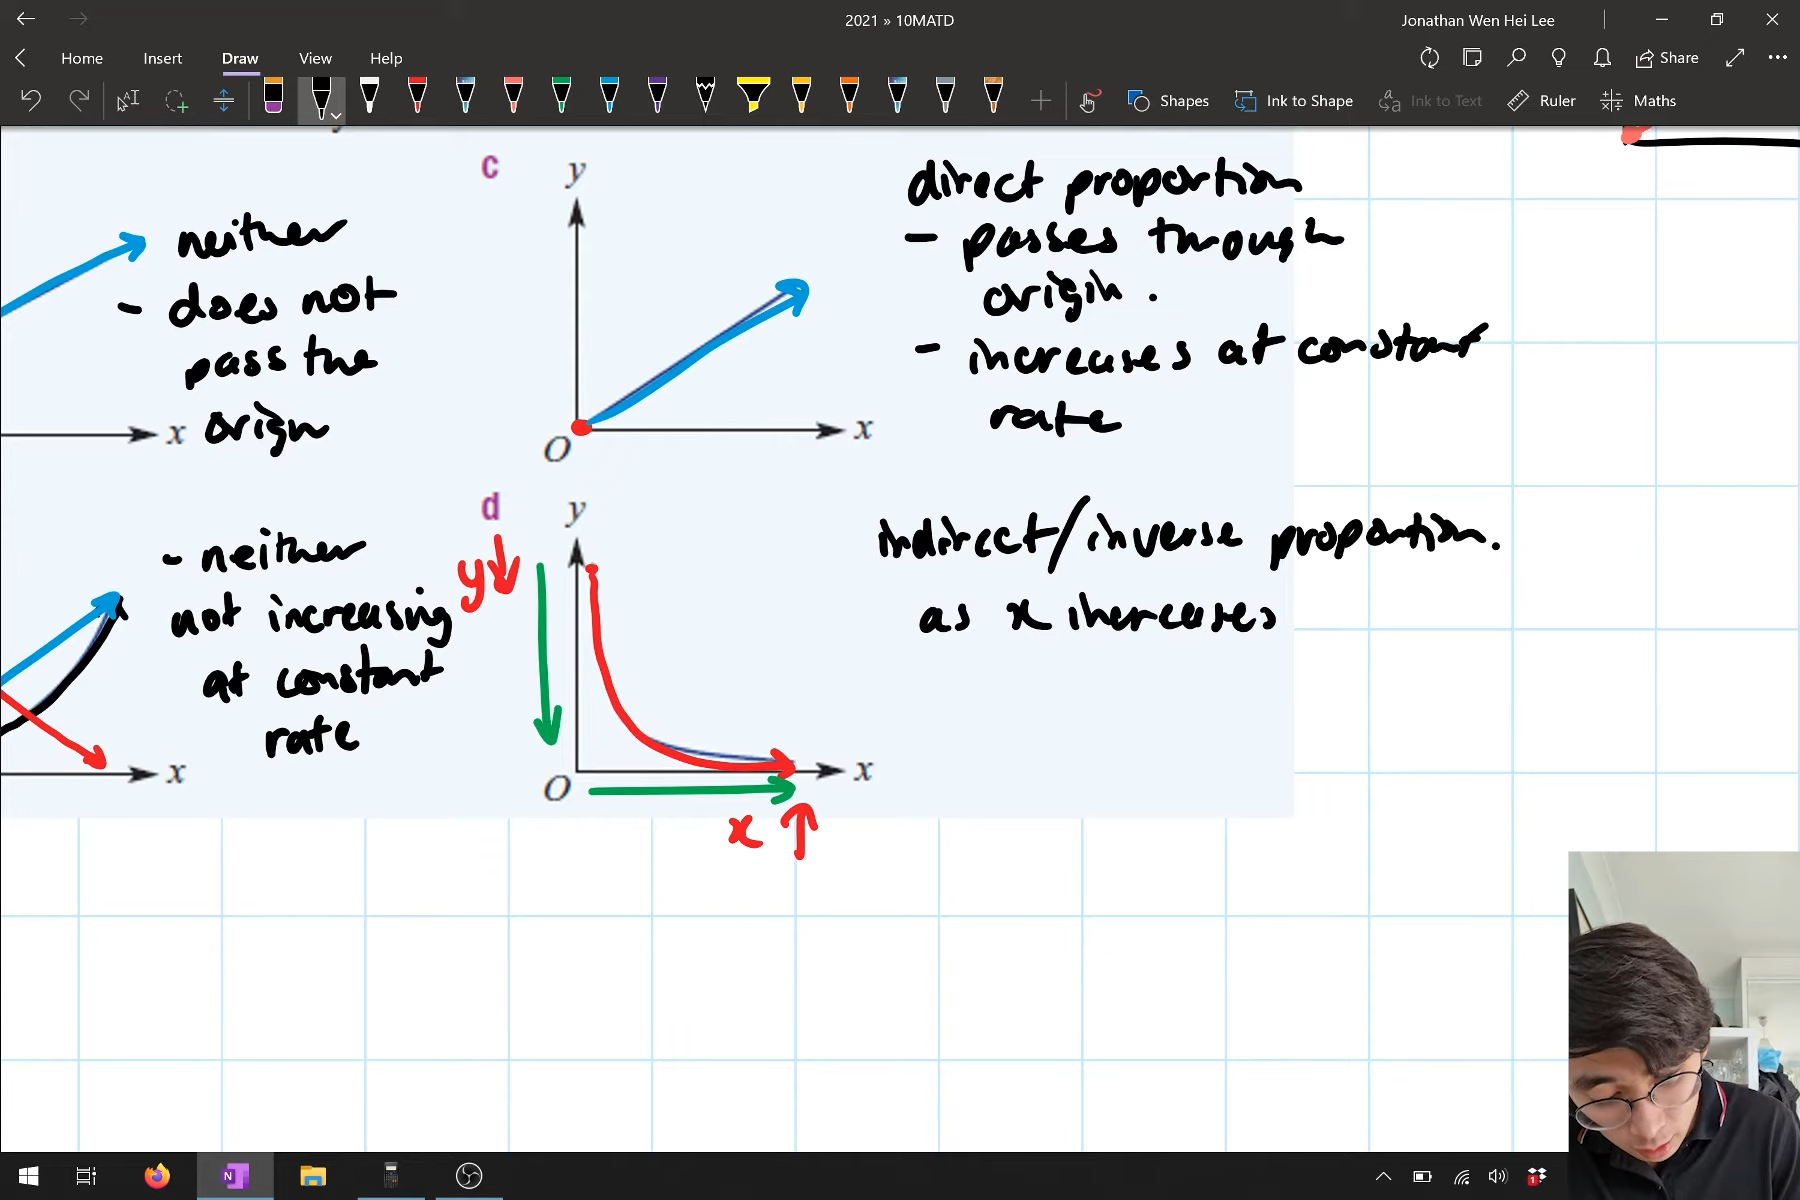 2021 » 10MATD
Jonathan Wen Hei Lee
Home Insert Draw View Help
Share
Shapes Ink to Shape Ink to Text Ruler Maths
c
y
O
x
direct proportion
- passes through
origin.
- increases at constant
rate
neither
- does not
pass the
origin
x
d
y
O
x
y↓
x ↑
indirect/inverse proportion.
as x increases
- neither
not increasing
at constant
rate
x
N
1